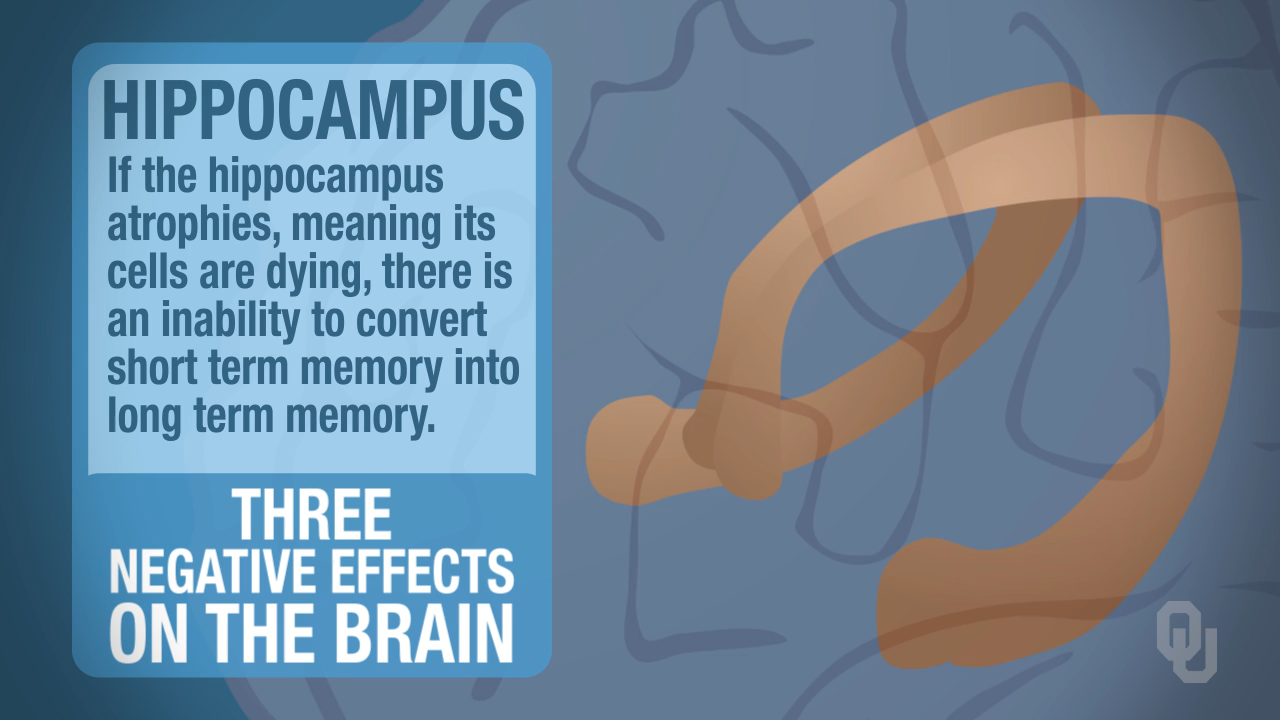 HIPPOCAMPUS
If the hippocampus
atrophies, meaning its
cells are dying, there is
an inability to convert
short term memory into
long term memory.
THREE
NEGATIVE EFFECTS
ON THE BRAIN
OU